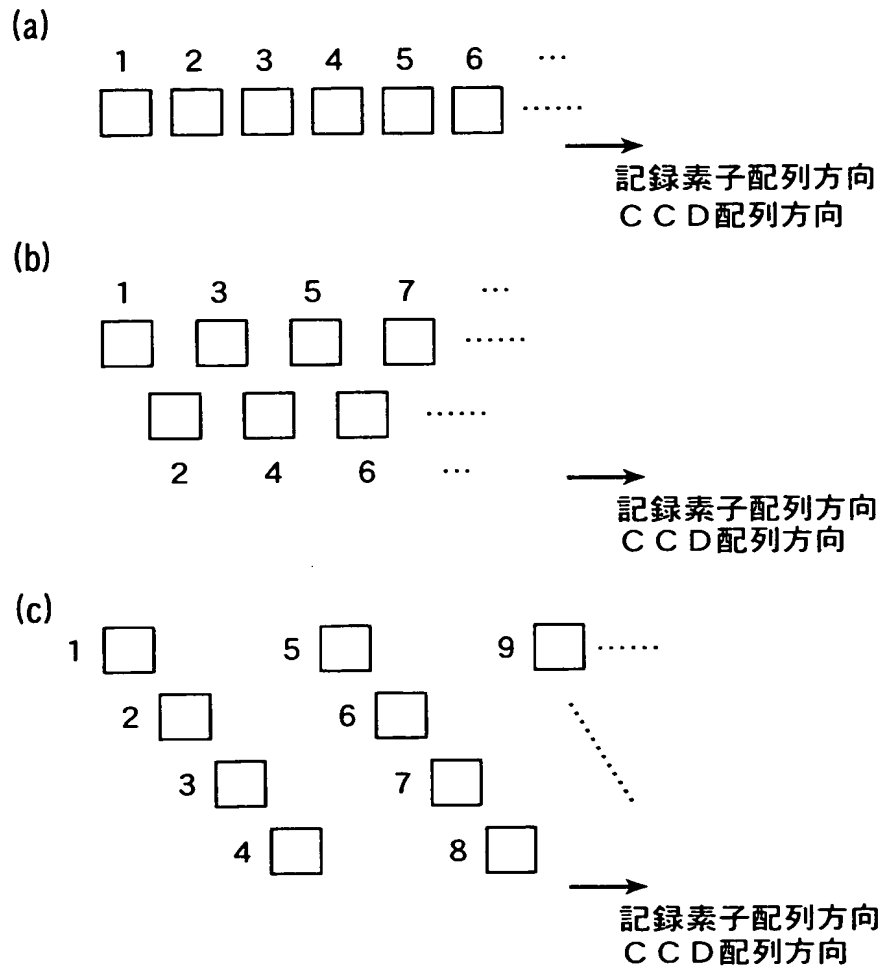 (a)
1 2 3 4 5 6 …
……
記録素子配列方向
CCD配列方向
(b)
1 3 5 7 …
……
……
2 4 6 …
記録素子配列方向
CCD配列方向
(c)
1 5 9 ……
2 6
3 7
4 8
記録素子配列方向
CCD配列方向